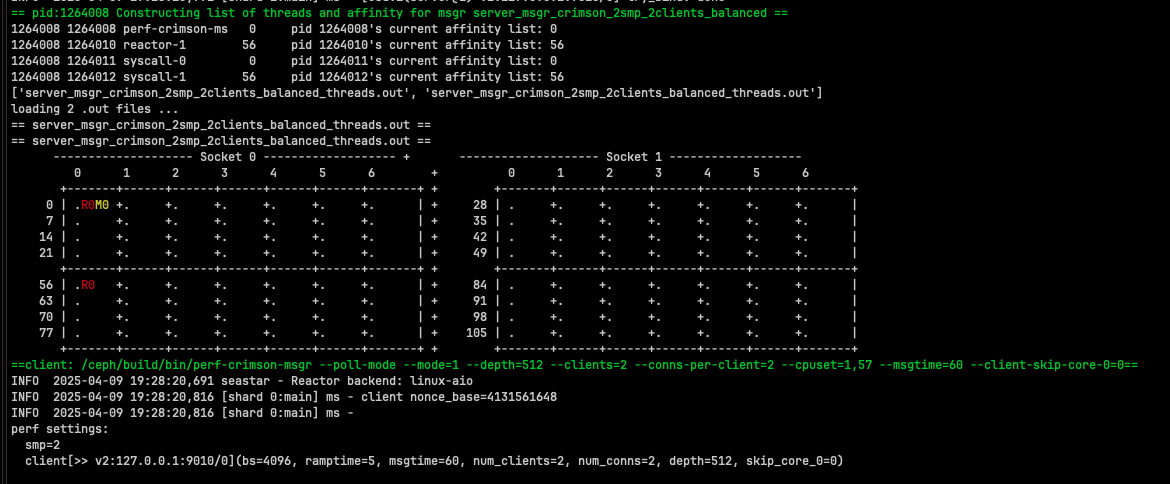 == pid:1264008 Constructing list of threads and affinity for msgr server_msgr_crimson_2smp_2clients_balanced ==
1264008 1264008 perf-crimson-ms   0     pid 1264008's current affinity list: 0
1264008 1264010 reactor-1        56     pid 1264010's current affinity list: 56
1264008 1264011 syscall-0         0     pid 1264011's current affinity list: 0
1264008 1264012 syscall-1        56     pid 1264012's current affinity list: 56
['server_msgr_crimson_2smp_2clients_balanced_threads.out', 'server_msgr_crimson_2smp_2clients_balanced_threads.out']
loading 2 .out files ...
== server_msgr_crimson_2smp_2clients_balanced_threads.out ==
== server_msgr_crimson_2smp_2clients_balanced_threads.out ==
      -------------------- Socket 0 ------------------- +       -------------------- Socket 1 -------------------
         0      1      2      3      4      5      6        +          0      1      2      3      4      5      6
       +-------+------+------+------+------+------+-------+ +        +-------+------+------+------+------+------+-------+
     0 | .R0M0 +.     +.     +.     +.     +.     +.      | +     28 | .     +.     +.     +.     +.     +.     +.      |
     7 | .     +.     +.     +.     +.     +.     +.      | +     35 | .     +.     +.     +.     +.     +.     +.      |
    14 | .     +.     +.     +.     +.     +.     +.      | +     42 | .     +.     +.     +.     +.     +.     +.      |
    21 | .     +.     +.     +.     +.     +.     +.      | +     49 | .     +.     +.     +.     +.     +.     +.      |
       +-------+------+------+------+------+------+-------+ +        +-------+------+------+------+------+------+-------+
    56 | .R0   +.     +.     +.     +.     +.     +.      | +     84 | .     +.     +.     +.     +.     +.     +.      |
    63 | .     +.     +.     +.     +.     +.     +.      | +     91 | .     +.     +.     +.     +.     +.     +.      |
    70 | .     +.     +.     +.     +.     +.     +.      | +     98 | .     +.     +.     +.     +.     +.     +.      |
    77 | .     +.     +.     +.     +.     +.     +.      | +    105 | .     +.     +.     +.     +.     +.     +.      |
       +-------+------+------+------+------+------+-------+ +        +-------+------+------+------+------+------+-------+
==client: /ceph/build/bin/perf-crimson-msgr --poll-mode --mode=1 --depth=512 --clients=2 --conns-per-client=2 --cpuset=1,57 --msgtime=60 --client-skip-core-0=0==
INFO  2025-04-09 19:28:20,691 seastar - Reactor backend: linux-aio
INFO  2025-04-09 19:28:20,816 [shard 0:main] ms - client nonce_base=4131561648
INFO  2025-04-09 19:28:20,816 [shard 0:main] ms -
perf settings:
  smp=2
  client[>> v2:127.0.0.1:9010/0](bs=4096, ramptime=5, msgtime=60, num_clients=2, num_conns=2, depth=512, skip_core_0=0)